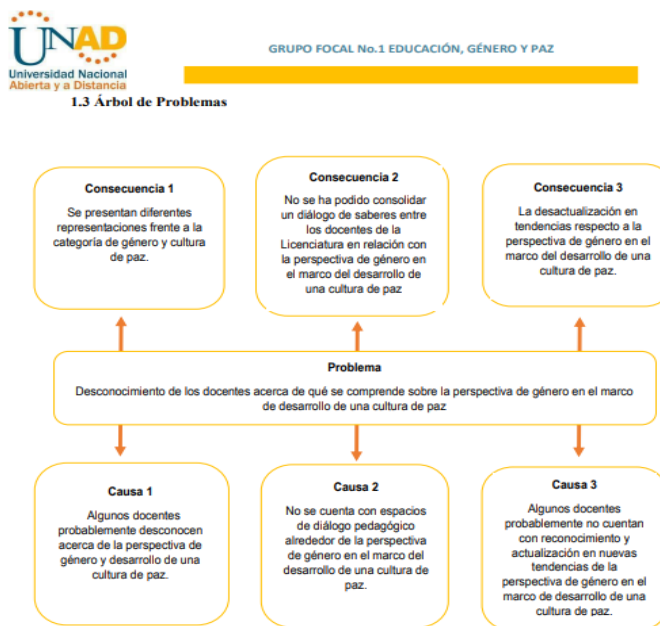 UNAD
Universidad Nacional
Abierta y a Distancia
GRUPO FOCAL No.1 EDUCACIÓN, GÉNERO Y PAZ
1.3 Árbol de Problemas
Consecuencia 1
Se presentan diferentes
representaciones frente a la
categoría de género y cultura
de paz.
Consecuencia 2
No se ha podido consolidar
un diálogo de saberes entre
los docentes de la
Licenciatura en relación con
la perspectiva de género en
el marco del desarrollo de
una cultura de paz
Consecuencia 3
La desactualización en
tendencias respecto a la
perspectiva de género en el
marco del desarrollo de una
cultura de paz.
Problema
Desconocimiento de los docentes acerca de qué se comprende sobre la perspectiva de género en el marco
de desarrollo de una cultura de paz
Causa 1
Algunos docentes
probablemente desconocen
acerca de la perspectiva de
género y desarrollo de una
cultura de paz.
Causa 2
No se cuenta con espacios
de diálogo pedagógico
alrededor de la perspectiva
de género en el marco del
desarrollo de una cultura de
paz.
Causa 3
Algunos docentes
probablemente no cuentan
con reconocimiento y
actualización en nuevas
tendencias de la
perspectiva de género en el
marco de desarrollo de una
cultura de paz.